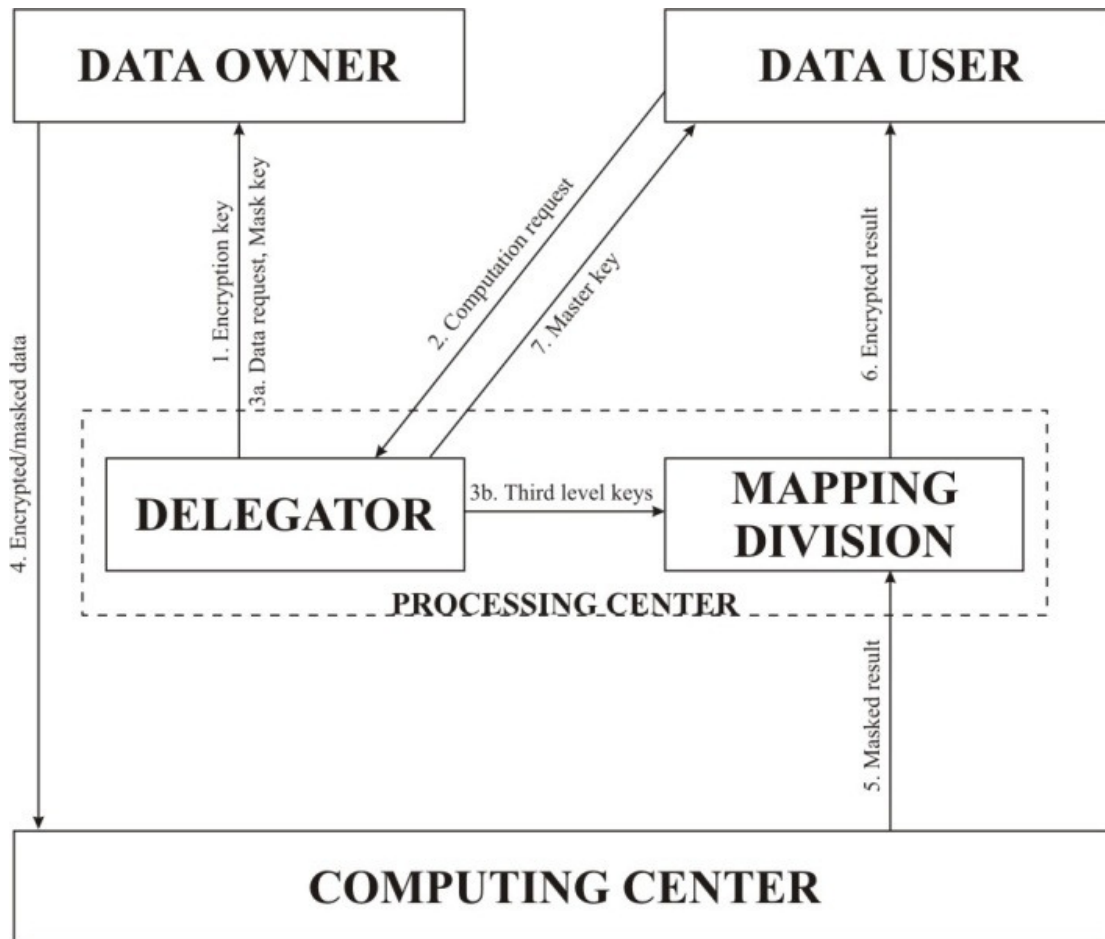 DATA OWNER
DATA USER
1. Encryption key
3a. Data request, Mask key
2. Computation request
7. Master key
6. Encrypted result
4. Encrypted/masked data
DELEGATOR
3b. Third level keys
MAPPING
DIVISION
PROCESSING CENTER
5. Masked result
COMPUTING CENTER